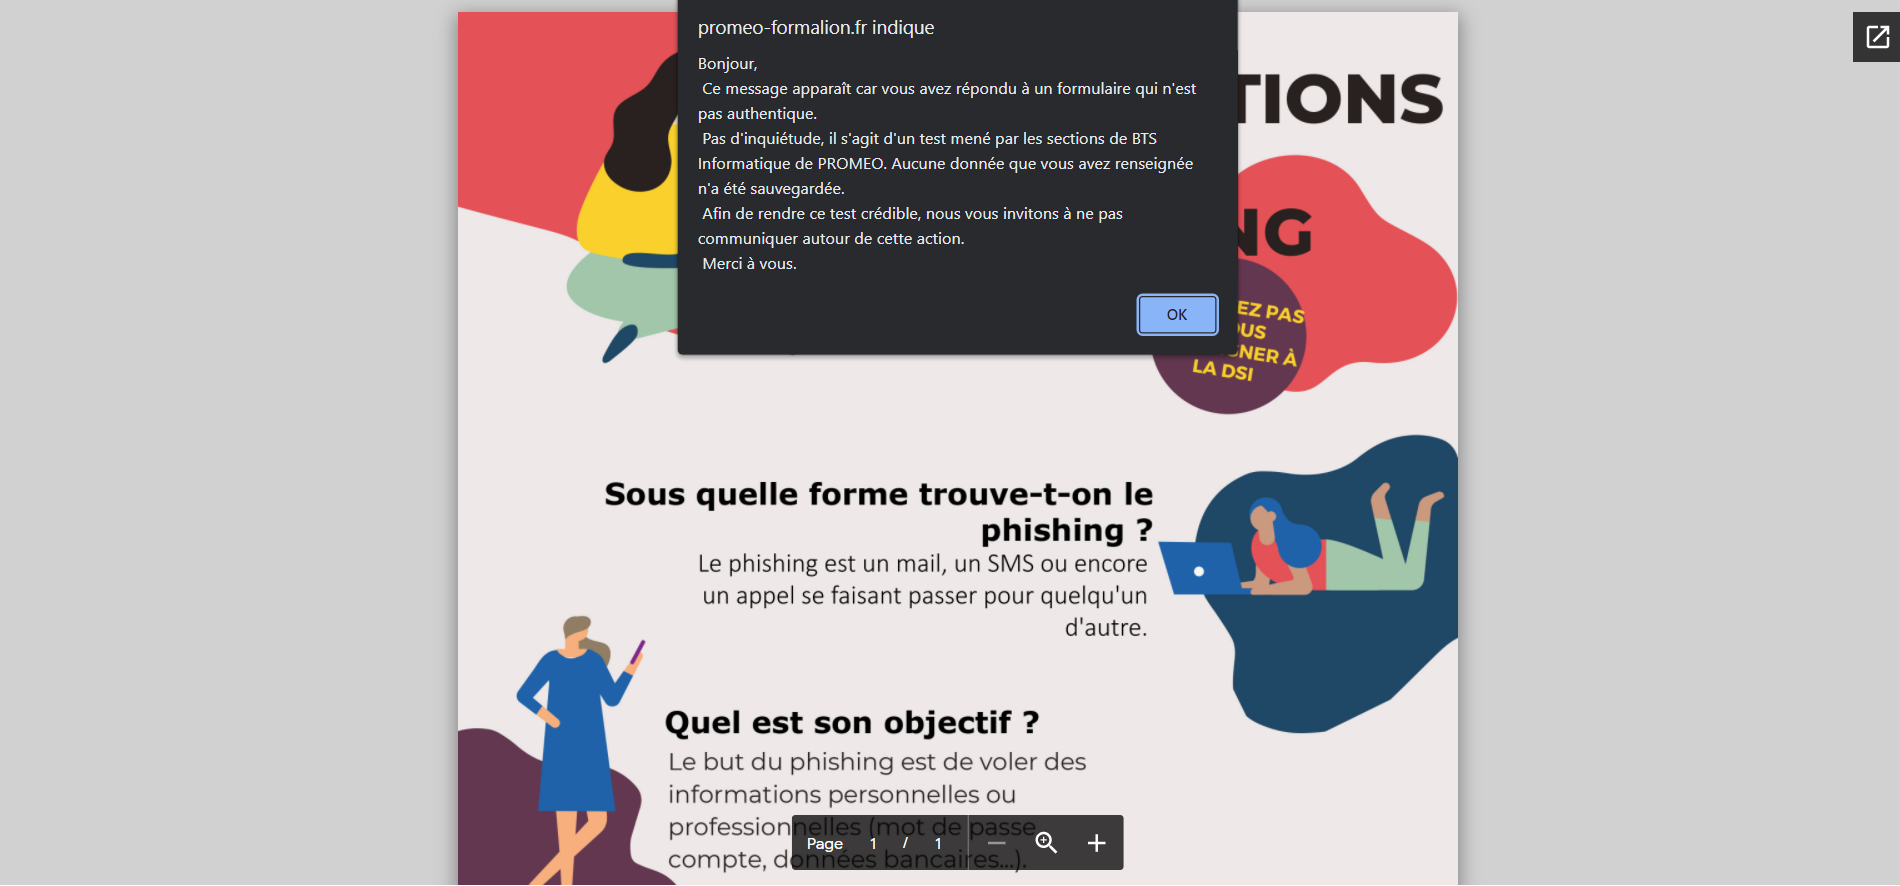 promeo-formalion.fr indique
Bonjour,
Ce message apparaît car vous avez répondu à un formulaire qui n'est
pas authentique.
Pas d'inquiétude, il s'agit d'un test mené par les sections de BTS
Informatique de PROMEO. Aucune donnée que vous avez renseignée
n'a été sauvegardée.
Afin de rendre ce test crédible, nous vous invitons à ne pas
communiquer autour de cette action.
Merci à vous.
OK
TIONS
NG
EZ PAS
OUS
GNER À
LA DSI
Sous quelle forme trouve-t-on le
phishing ?
Le phishing est un mail, un SMS ou encore
un appel se faisant passer pour quelqu'un
d'autre.
Quel est son objectif ?
Le but du phishing est de voler des
informations personnelles ou
professionnelles (mot de passe,
compte, données bancaires...).
Page 1 / 1